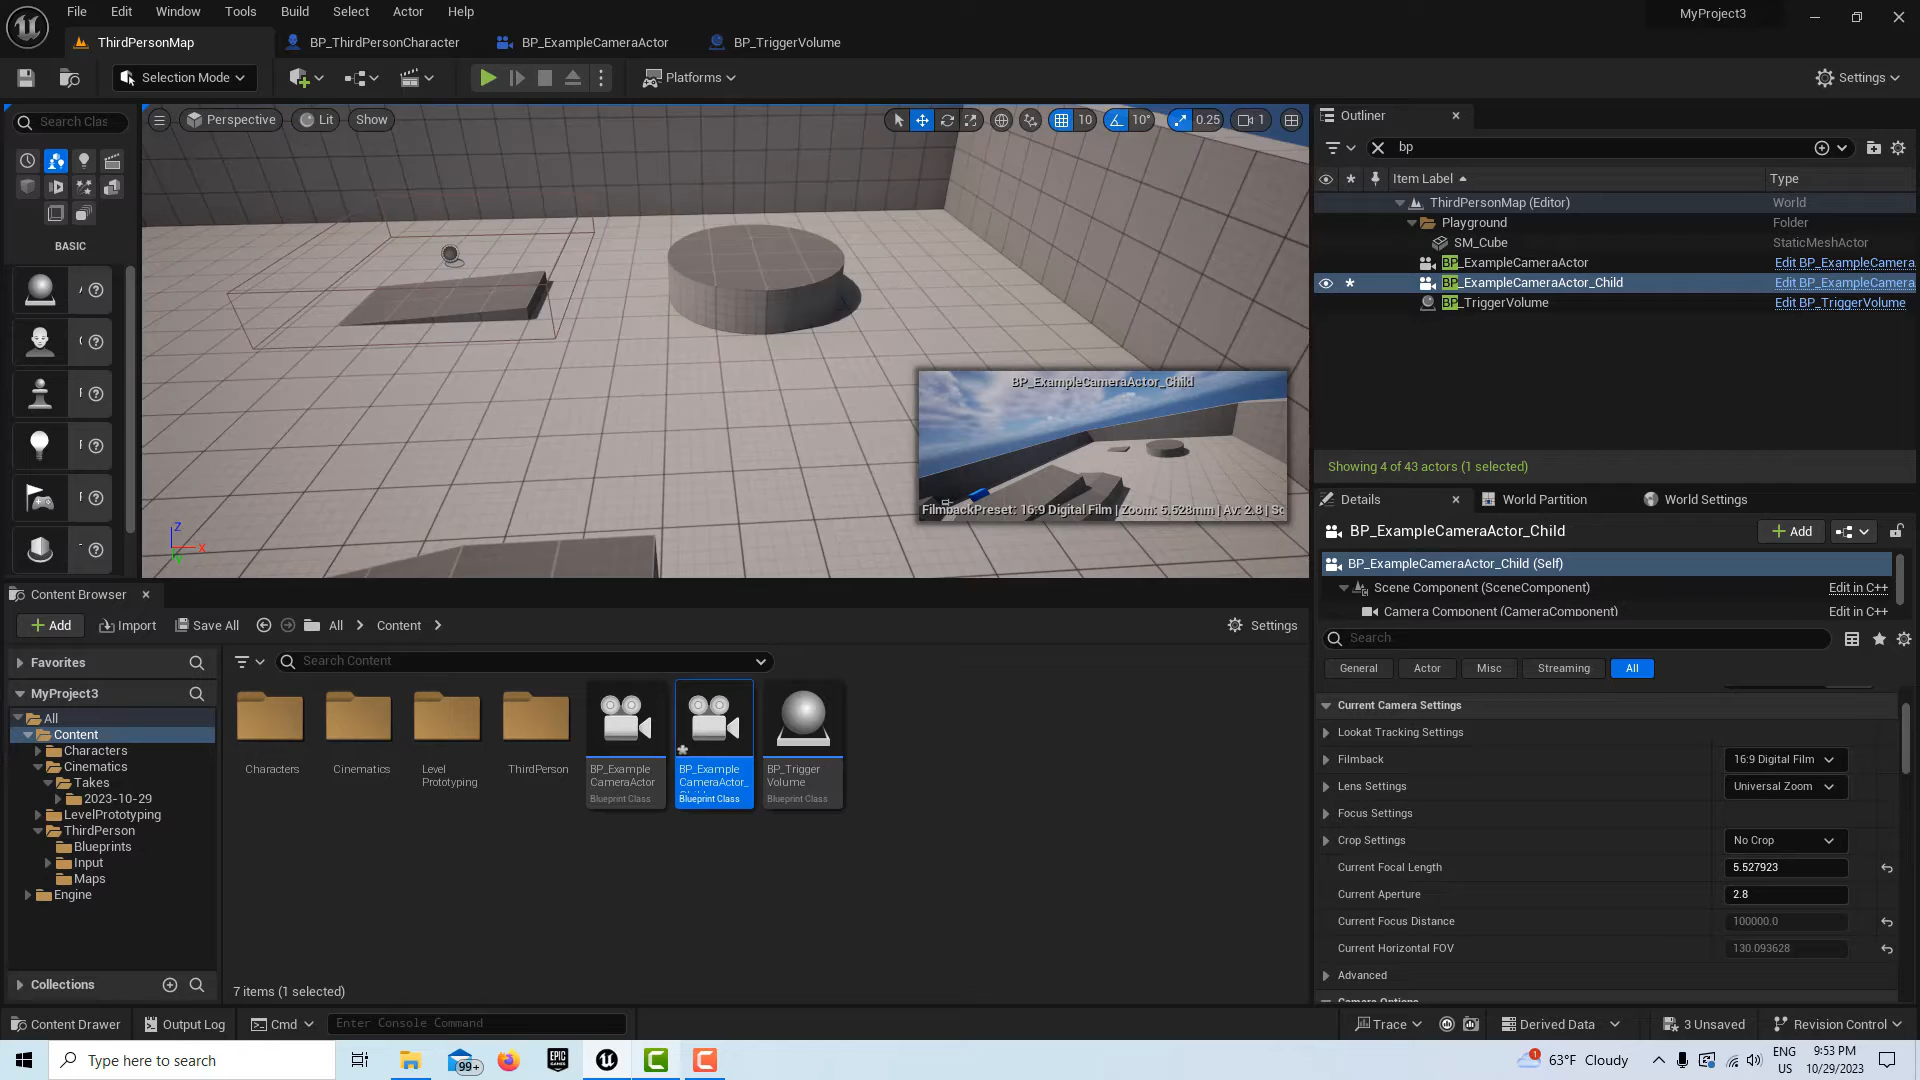 File Edit Window Tools Build Select Actor Help
MyProject3
ThirdPersonMap
BP_ThirdPersonCharacter
BP_ExampleCameraActor
BP_TriggerVolume
Selection Mode
Platforms
Settings
Search Clas
BASIC
Perspective
Lit
Show
10
10°
0.25
1
Z
X
BP_ExampleCameraActor_Child
FilmbackPreset: 16:9 Digital Film | Zoom: 5.528mm | Av: 2.8 | Sc
Outliner
bp
Item Label
Type
ThirdPersonMap (Editor)
World
Playground
Folder
SM_Cube
StaticMeshActor
BP_ExampleCameraActor
Edit BP_ExampleCamera
BP_ExampleCameraActor_Child
Edit BP_ExampleCamera
BP_TriggerVolume
Edit BP_TriggerVolume
Showing 4 of 43 actors (1 selected)
Details
World Partition
World Settings
BP_ExampleCameraActor_Child
Add
BP_ExampleCameraActor_Child (Self)
Scene Component (SceneComponent)
Edit in C++
Camera Component (CameraComponent)
Edit in C++
Search
General
Actor
Misc
Streaming
All
Current Camera Settings
Lookat Tracking Settings
Filmback
16:9 Digital Film
Lens Settings
Universal Zoom
Focus Settings
Crop Settings
No Crop
Current Focal Length
5.527923
Current Aperture
2.8
Current Focus Distance
100000.0
Current Horizontal FOV
130.093628
Advanced
Camera Options
Content Browser
Add
Import
Save All
All
Content
Settings
Favorites
MyProject3
All
Content
Characters
Cinematics
Takes
2023-10-29
LevelPrototyping
ThirdPerson
Blueprints
Input
Maps
Engine
Collections
Search Content
Characters
Cinematics
Level
Prototyping
ThirdPerson
BP_Example
CameraActor
Blueprint Class
BP_Example
CameraActor_
Blueprint Class
BP_Trigger
Volume
Blueprint Class
7 items (1 selected)
Content Drawer
Output Log
Cmd
Enter Console Command
Trace
Derived Data
3 Unsaved
Revision Control
Type here to search
99+
EPIC
GAMES
1
63°F Cloudy
ENG
US
9:53 PM
10/29/2023